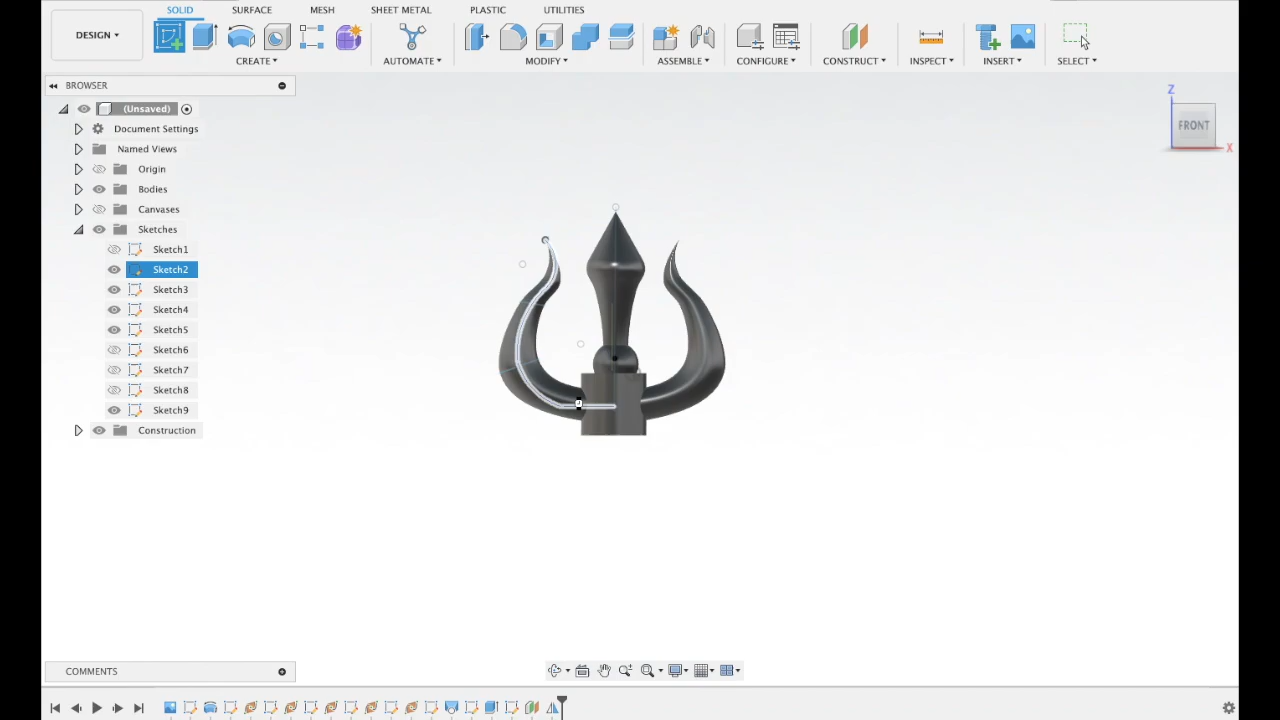 SOLID SURFACE MESH SHEET METAL PLASTIC UTILITIES
DESIGN
CREATE AUTOMATE MODIFY ASSEMBLE CONFIGURE CONSTRUCT INSPECT INSERT SELECT
BROWSER
(Unsaved)
Document Settings
Named Views
Origin
Bodies
Canvases
Sketches
Sketch1
Sketch2
Sketch3
Sketch4
Sketch5
Sketch6
Sketch7
Sketch8
Sketch9
Construction
Z
FRONT
X
COMMENTS